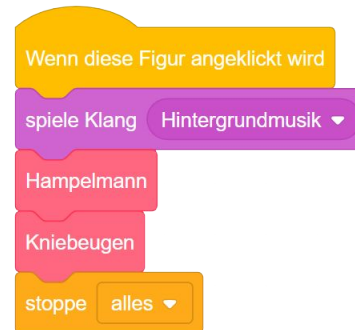 Wenn diese Figur angeklickt wird
spiele Klang Hintergrundmusik
Hampelmann
Kniebeugen
stoppe alles